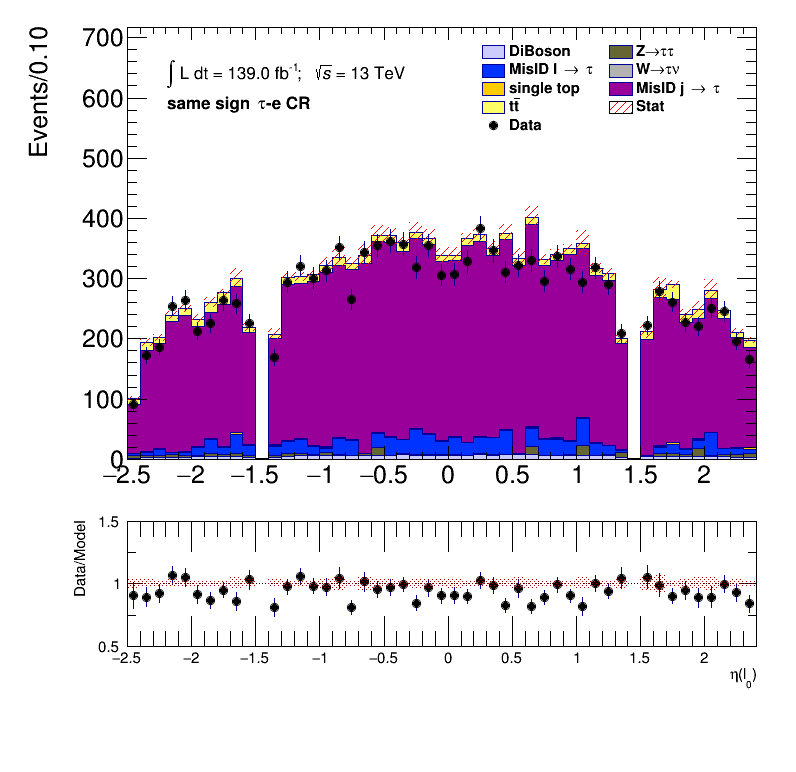 Events/0.10
700
600
500
400
300
200
100
0
∫ L dt = 139.0 fb⁻¹; √s = 13 TeV
same sign τ-e CR
DiBoson
MisID l → τ
single top
tt̄
Data
Z→ττ
W→τν
MisID j → τ
Stat
−2.5 −2 −1.5 −1 −0.5 0 0.5 1 1.5 2
Data/Model
1.5
1
0.5
−2.5 −2 −1.5 −1 −0.5 0 0.5 1 1.5 2
η(l₀)